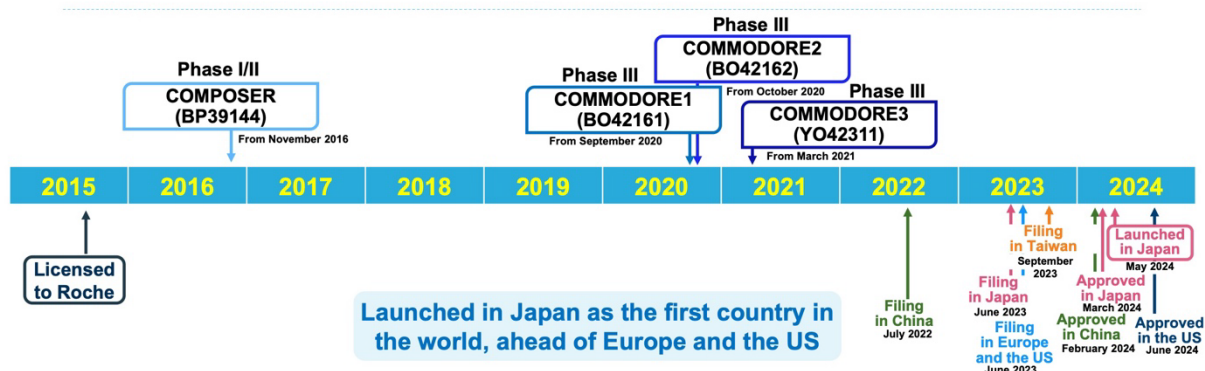 Phase III
COMMODORE2
(BO42162)
From October 2020
Phase I/II
COMPOSER
(BP39144)
From November 2016
Phase III
COMMODORE1
(BO42161)
From September 2020
Phase III
COMMODORE3
(YO42311)
From March 2021
2015 2016 2017 2018 2019 2020 2021 2022 2023 2024
Licensed
to Roche
Launched in Japan as the first country in
the world, ahead of Europe and the US
Filing
in China
July 2022
Filing
in Japan
June 2023
Filing
in Europe
and the US
June 2023
Filing
in Taiwan
September
2023
Approved
in China
February 2024
Approved
in Japan
March 2024
Launched
in Japan
May 2024
Approved
in the US
June 2024